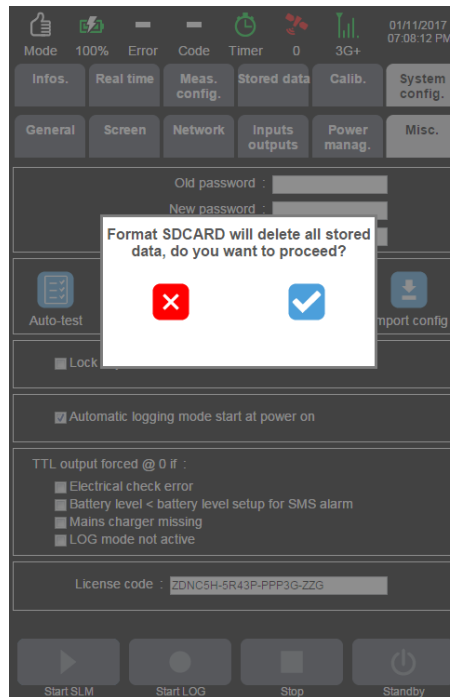 01/11/2017
07:08:12 PM
Mode 100% Error Code Timer 0 3G+
Infos. Real time Meas. config. Stored data Calib. System config.
General Screen Network Inputs outputs Power manag. Misc.
Old password :
New password :
Format SDCARD will delete all stored
data, do you want to proceed?
Auto-test mport config
Lock
Automatic logging mode start at power on
TTL output forced @ 0 if :
Electrical check error
Battery level < battery level setup for SMS alarm
Mains charger missing
LOG mode not active
License code : ZDNC5H-5R43P-PPP3G-ZZG
Start SLM Start LOG Stop Standby